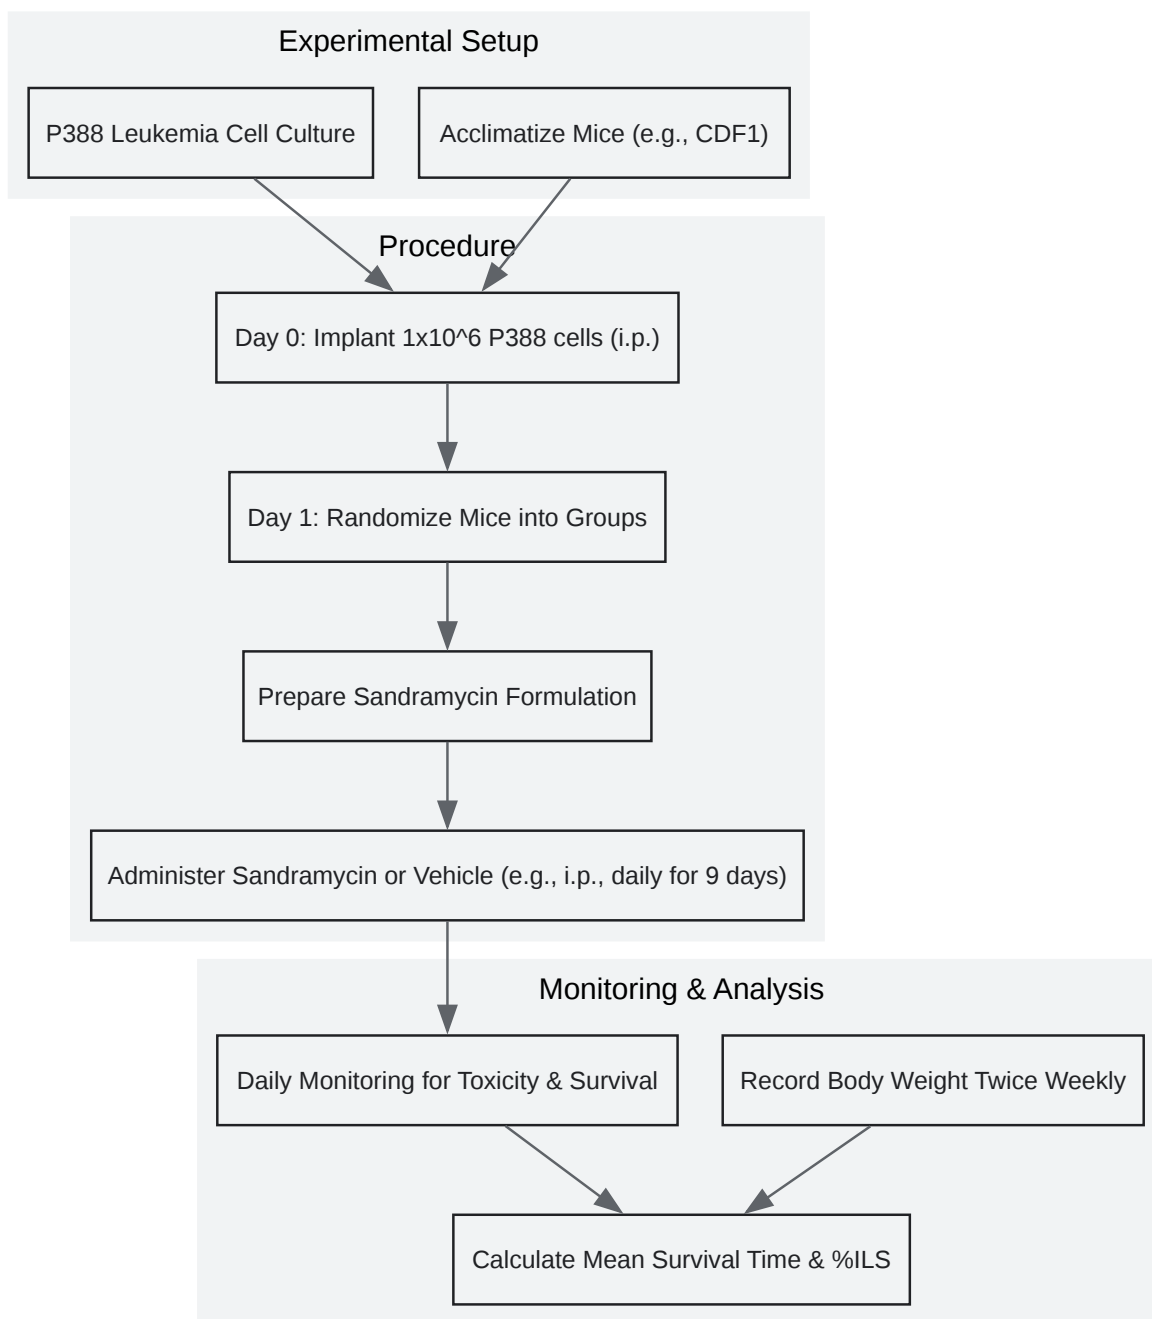 Experimental Setup
P388 Leukemia Cell Culture
Acclimatize Mice (e.g., CDF1)
Procedure
Day 0: Implant 1x10^6 P388 cells (i.p.)
Day 1: Randomize Mice into Groups
Prepare Sandramycin Formulation
Administer Sandramycin or Vehicle (e.g., i.p., daily for 9 days)
Monitoring & Analysis
Daily Monitoring for Toxicity & Survival
Record Body Weight Twice Weekly
Calculate Mean Survival Time & %ILS